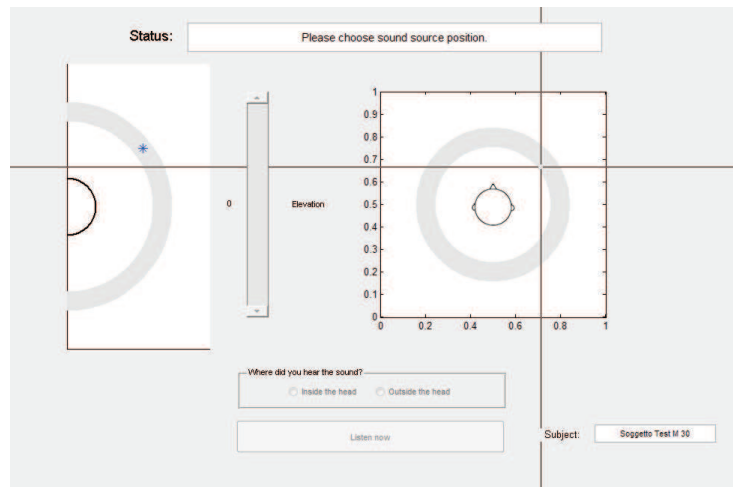 Status:
Please choose sound source position.
0
Elevation
1
0.9
0.8
0.7
0.6
0.5
0.4
0.3
0.2
0.1
0
0 0.2 0.4 0.6 0.8 1
Where did you hear the sound?
Inside the head
Outside the head
Listen now
Subject:
Soggetto Test M 30